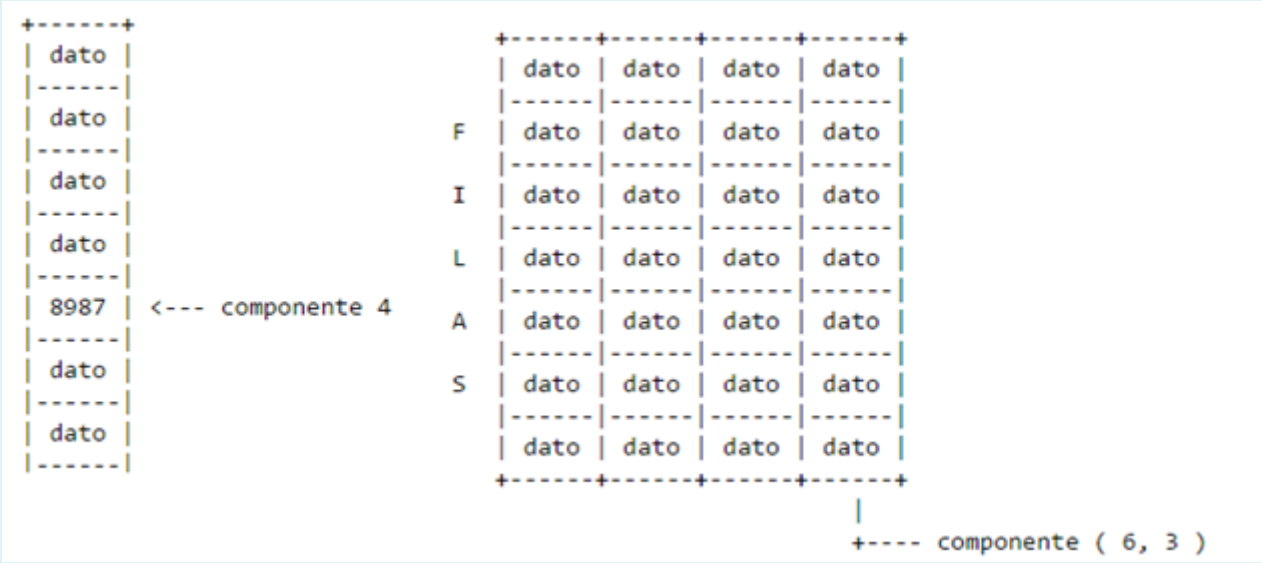 +------+
| dato |
|------|
| dato |
|------|
| dato |
|------|
| dato |
|------|
| 8987 | <--- componente 4
|------|
| dato |
|------|
| dato |
|------|
+------+------+------+------+
| dato | dato | dato | dato |
|------|------|------|------|
F | dato | dato | dato | dato |
|------|------|------|------|
I | dato | dato | dato | dato |
|------|------|------|------|
L | dato | dato | dato | dato |
|------|------|------|------|
A | dato | dato | dato | dato |
|------|------|------|------|
S | dato | dato | dato | dato |
|------|------|------|------|
| dato | dato | dato | dato |
+------+------+------+------+
|
+---- componente ( 6, 3 )